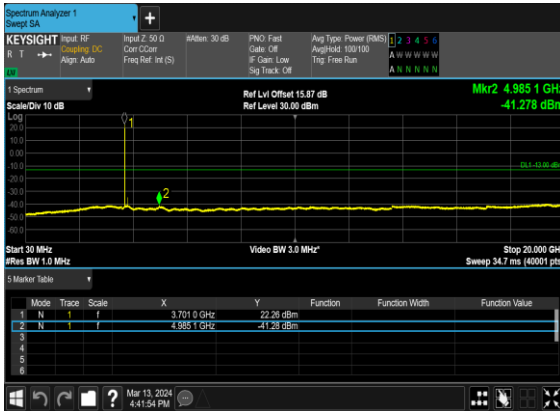 Spectrum Analyzer 1
Swept SA
+
KEYSIGHT Input: RF Input Z: 50 Ω #Atten: 30 dB PNO: Fast Avg Type: Power (RMS) 1 2 3 4 5 6
R T Coupling: DC Corr CCorr Gate: Off Avg|Hold: 100/100 A W W W W W
Align: Auto Freq Ref: Int (S) IF Gain: Low Trig: Free Run
Sig Track: Off A N N N N N
1 Spectrum Ref Lvl Offset 15.87 dB Mkr2 4.985 1 GHz
Scale/Div 10 dB Ref Level 30.00 dBm -41.278 dBm
Log
1
20.0
10.0
0.00
-10.0
DL1 -13.00 dBm
-20.0
-30.0
2
-40.0
-50.0
-60.0
Start 30 MHz Video BW 3.0 MHz* Stop 20.000 GHz
#Res BW 1.0 MHz Sweep 34.7 ms (40001 pts)
5 Marker Table
Mode Trace Scale X Y Function Function Width Function Value
1 N 1 f 3.701 0 GHz 22.26 dBm
2 N 1 f 4.985 1 GHz -41.28 dBm
3
4
5
6
? Mar 13, 2024
4:41:54 PM